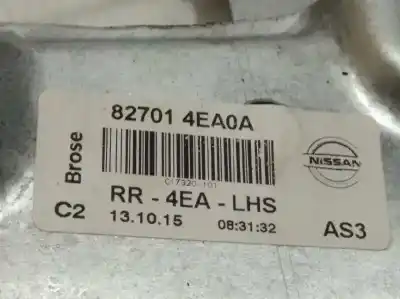 82701 4EA0A
Brose
NISSAN
RR - 4EA - LHS
C2
13.10.15
08:31:32
AS3